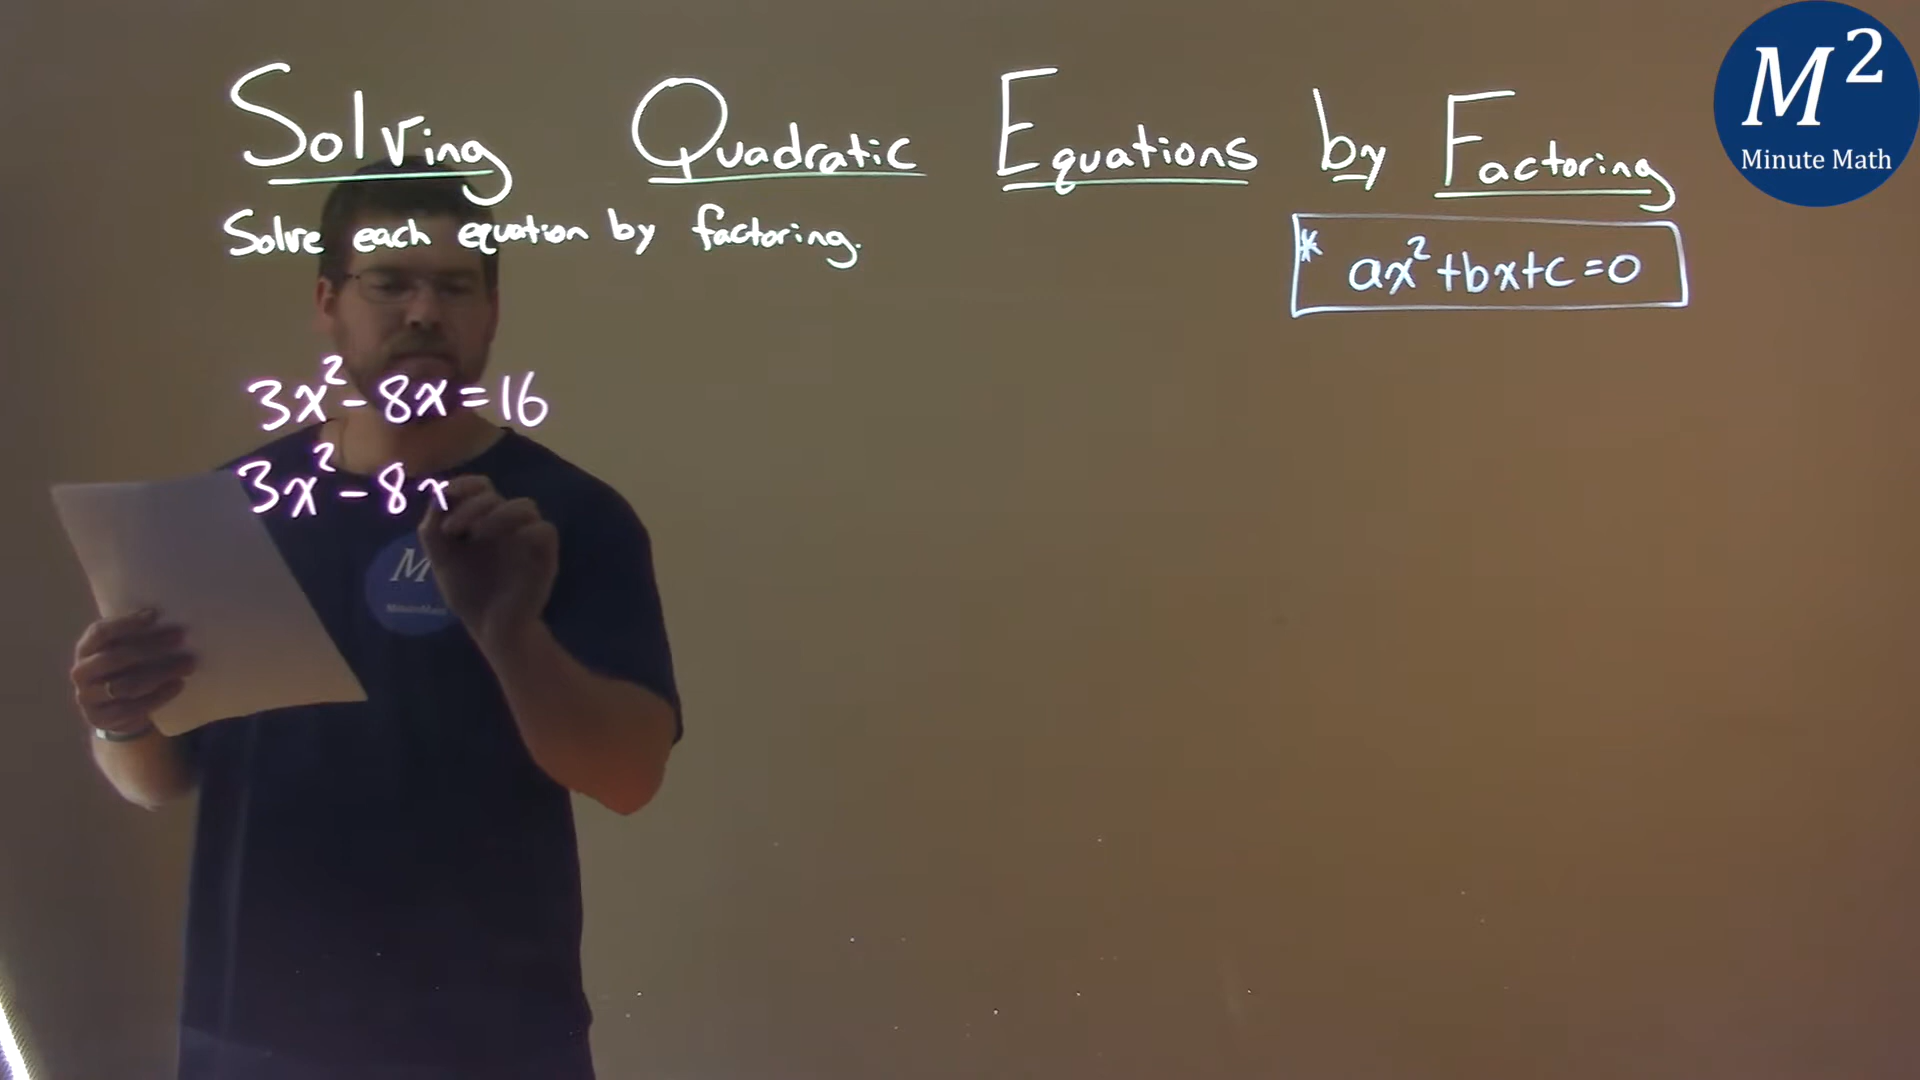 Solving Quadratic Equations by Factoring
Solve each equation by factoring.
* ax²+bx+c=0
3x²-8x=16
3x²-8x
M²
Minute Math
M
MinuteMath